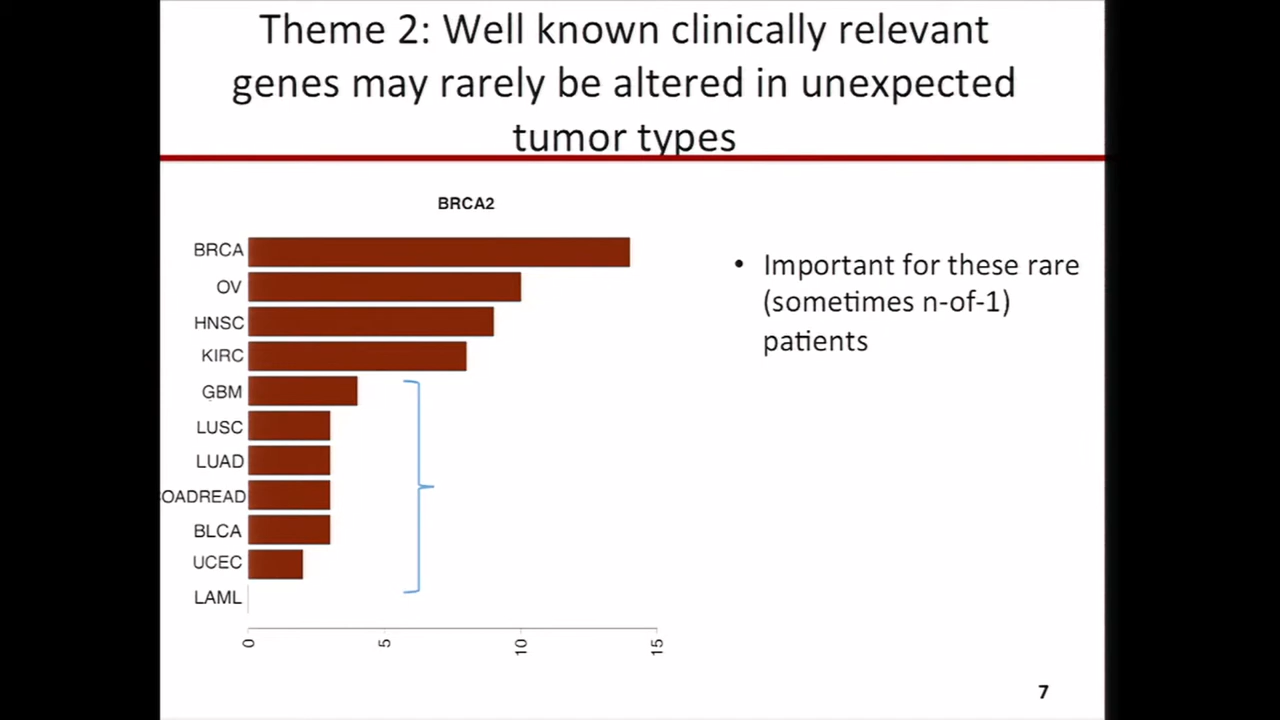 Theme 2: Well known clinically relevant
genes may rarely be altered in unexpected
tumor types
BRCA2
BRCA
OV
HNSC
KIRC
GBM
LUSC
LUAD
OADREAD
BLCA
UCEC
LAML
0 5 10 15
• Important for these rare
(sometimes n-of-1)
patients
7